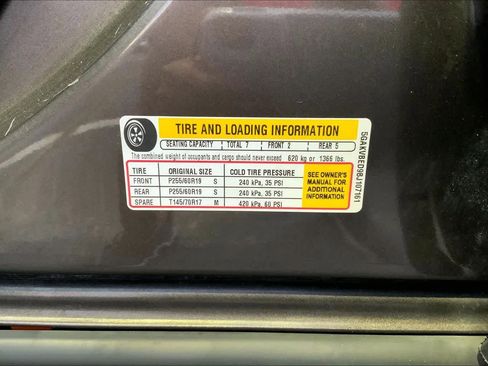 TIRE AND LOADING INFORMATION
SEATING CAPACITY TOTAL 7 FRONT 2 REAR 5
The combined weight of occupants and cargo should never exceed 620 kg or 1366 lbs.
TIRE ORIGINAL SIZE COLD TIRE PRESSURE
FRONT P255/60R19 S 240 kPa, 35 PSI
REAR P255/60R19 S 240 kPa, 35 PSI
SPARE T145/70R17 M 420 kPa, 60 PSI
SEE OWNER'S
MANUAL FOR
ADDITIONAL
INFORMATION
5GAKVBED9BJ107161